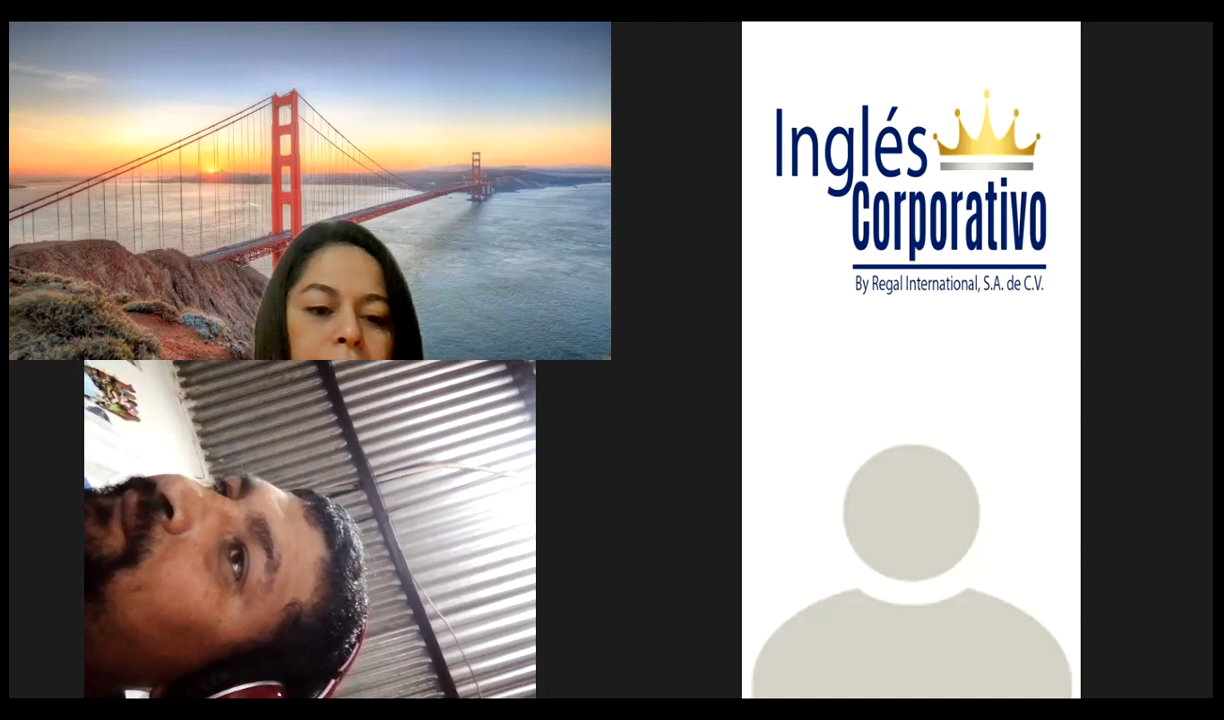 Inglés
Corporativo
By Regal International, S.A. de C.V.